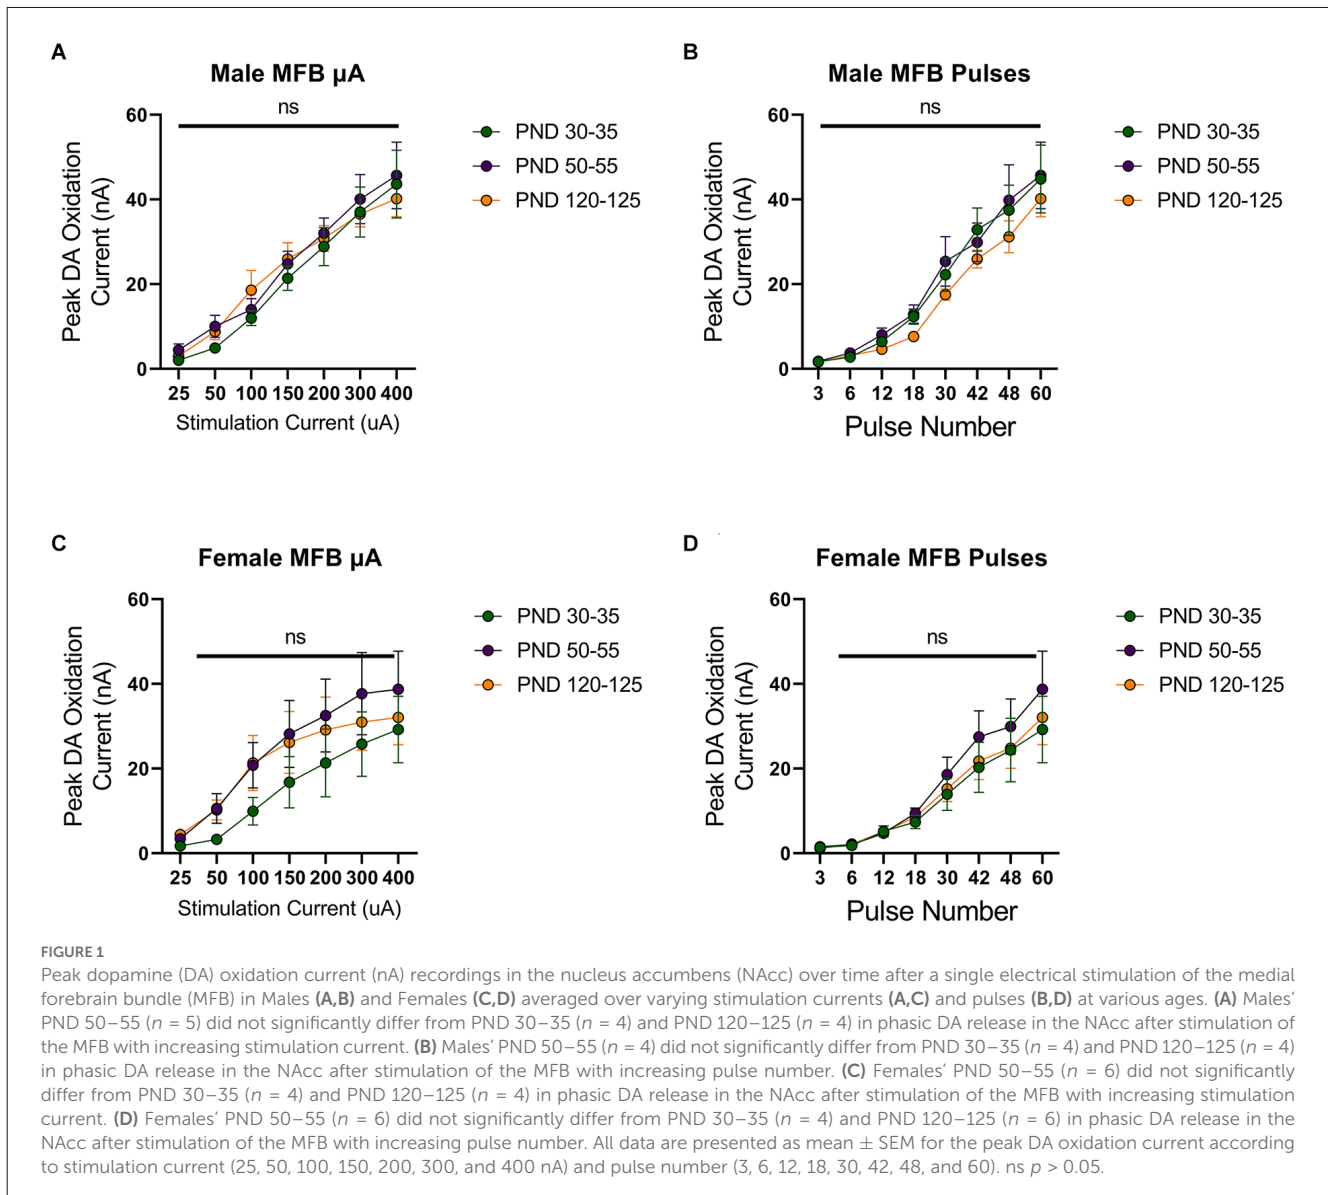 A
Male MFB µA
ns
60
40
20
0
Peak DA Oxidation
Current (nA)
25 50 100 150 200 300 400
Stimulation Current (uA)
PND 30-35
PND 50-55
PND 120-125
B
Male MFB Pulses
ns
60
40
20
0
Peak DA Oxidation
Current (nA)
3 6 12 18 30 42 48 60
Pulse Number
PND 30-35
PND 50-55
PND 120-125
C
Female MFB µA
ns
60
40
20
0
Peak DA Oxidation
Current (nA)
25 50 100 150 200 300 400
Stimulation Current (uA)
PND 30-35
PND 50-55
PND 120-125
D
Female MFB Pulses
ns
60
40
20
0
Peak DA Oxidation
Current (nA)
3 6 12 18 30 42 48 60
Pulse Number
PND 30-35
PND 50-55
PND 120-125
FIGURE 1
Peak dopamine (DA) oxidation current (nA) recordings in the nucleus accumbens (NAcc) over time after a single electrical stimulation of the medial
forebrain bundle (MFB) in Males (A,B) and Females (C,D) averaged over varying stimulation currents (A,C) and pulses (B,D) at various ages. (A) Males'
PND 50–55 (n = 5) did not significantly differ from PND 30–35 (n = 4) and PND 120–125 (n = 4) in phasic DA release in the NAcc after stimulation of
the MFB with increasing stimulation current. (B) Males' PND 50–55 (n = 4) did not significantly differ from PND 30–35 (n = 4) and PND 120–125 (n = 4)
in phasic DA release in the NAcc after stimulation of the MFB with increasing pulse number. (C) Females' PND 50–55 (n = 6) did not significantly
differ from PND 30–35 (n = 4) and PND 120–125 (n = 4) in phasic DA release in the NAcc after stimulation of the MFB with increasing stimulation
current. (D) Females' PND 50–55 (n = 6) did not significantly differ from PND 30–35 (n = 4) and PND 120–125 (n = 6) in phasic DA release in the
NAcc after stimulation of the MFB with increasing pulse number. All data are presented as mean ± SEM for the peak DA oxidation current according
to stimulation current (25, 50, 100, 150, 200, 300, and 400 nA) and pulse number (3, 6, 12, 18, 30, 42, 48, and 60). ns p > 0.05.